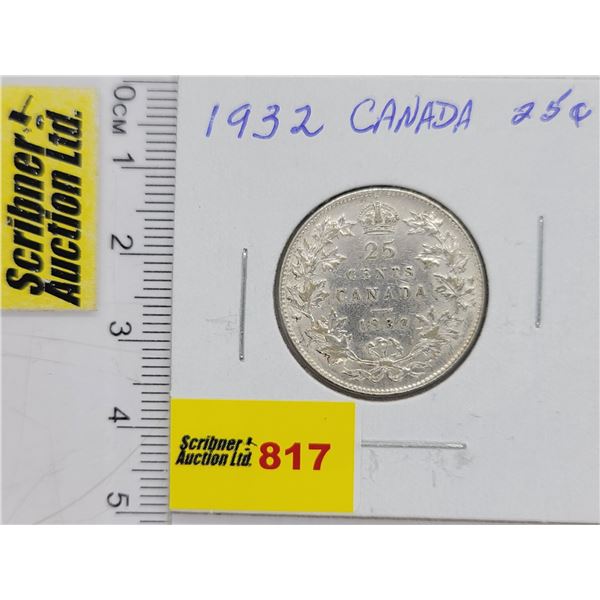 Scribner
Auction Ltd.
0CM
1
2
3
4
5
1932 CANADA 25¢
25
CENTS
CANADA
1932
Scribner
Auction Ltd.
817